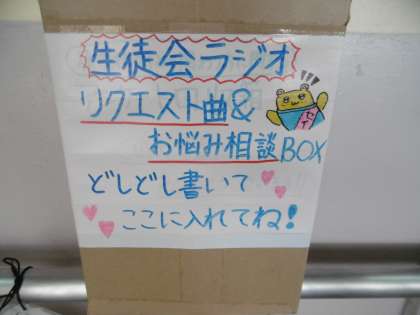 生徒会ラジオ
リクエスト曲&
お悩み相談BOX
どしどし書いて
ここに入れてね!